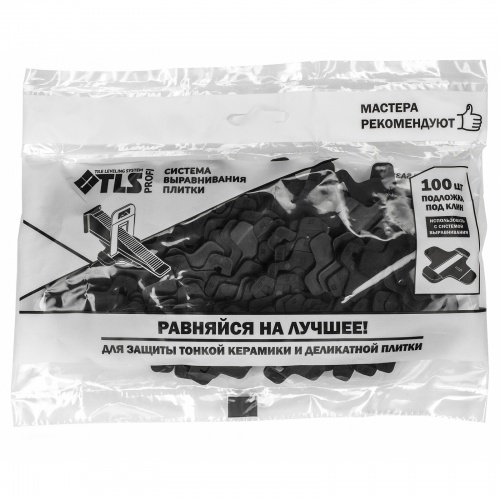 МАСТЕРА
РЕКОМЕНДУЮТ
TILE LEVELING SYSTEM
TLS PROFI
СИСТЕМА
ВЫРАВНИВАНИЯ
ПЛИТКИ
100 ШТ
ПОДЛОЖКА
ПОД КЛИН
ИСПОЛЬЗОВАТЬ
С СИСТЕМОЙ
ВЫРАВНИВАНИЯ
РАВНЯЙСЯ НА ЛУЧШЕЕ!
ДЛЯ ЗАЩИТЫ ТОНКОЙ КЕРАМИКИ И ДЕЛИКАТНОЙ ПЛИТКИ